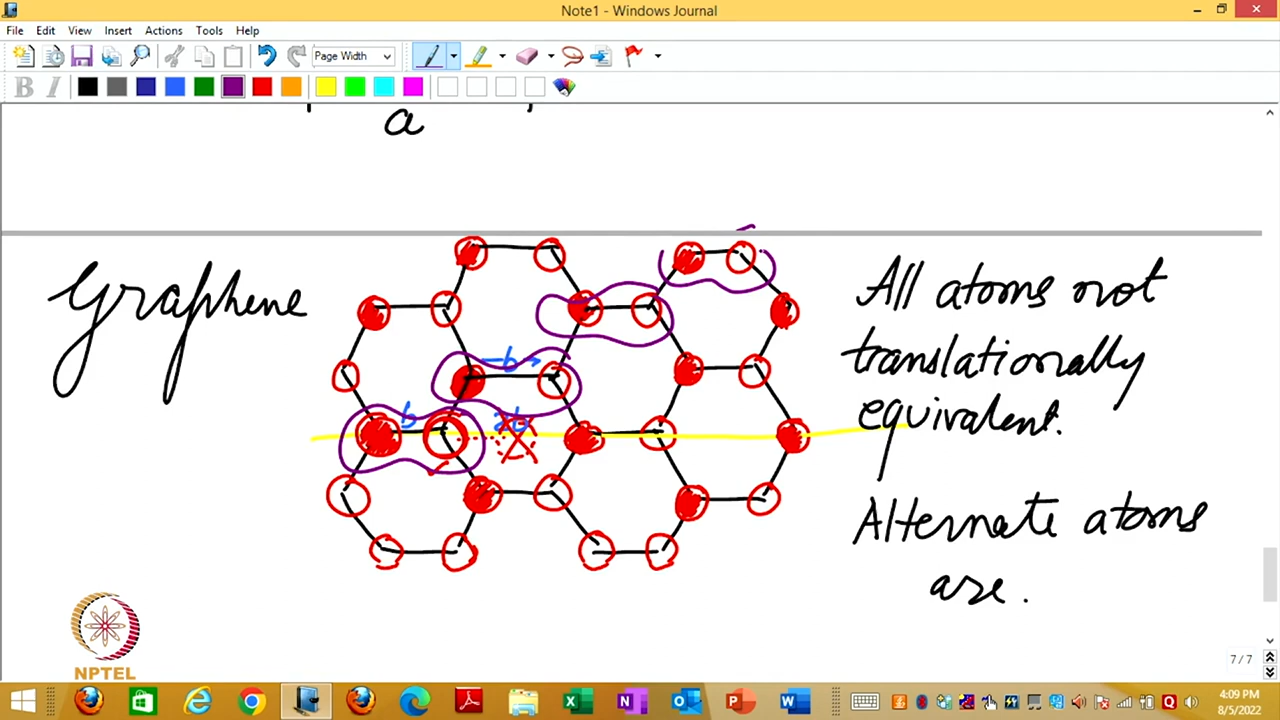 Note1 - Windows Journal
File Edit View Insert Actions Tools Help
Page Width
B I
a
Graphene
b
b
2b
All atoms not
translationally
equivalent.
Alternate atoms
are.
NPTEL
7/7
4:09 PM
8/5/2022